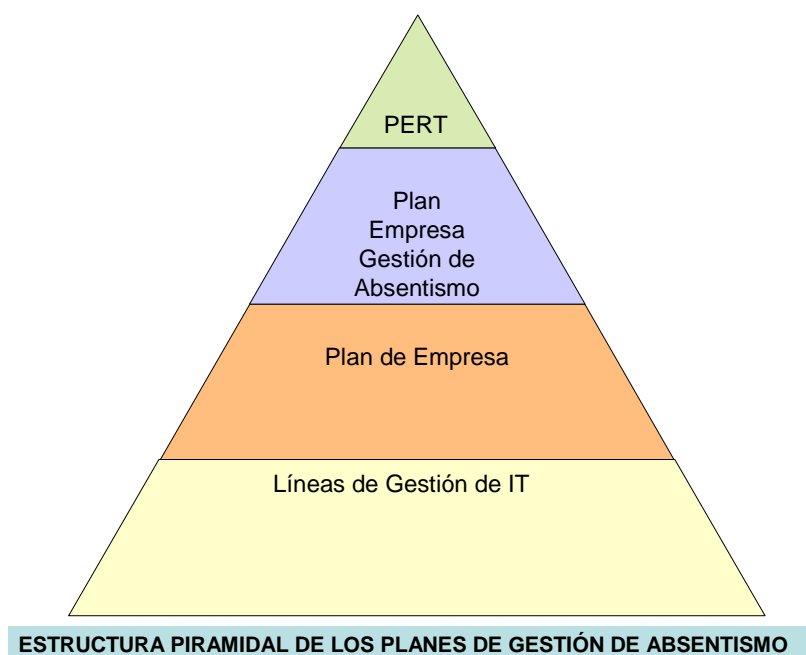 PERT
Plan
Empresa
Gestión de
Absentismo
Plan de Empresa
Líneas de Gestión de IT
ESTRUCTURA PIRAMIDAL DE LOS PLANES DE GESTIÓN DE ABSENTISMO